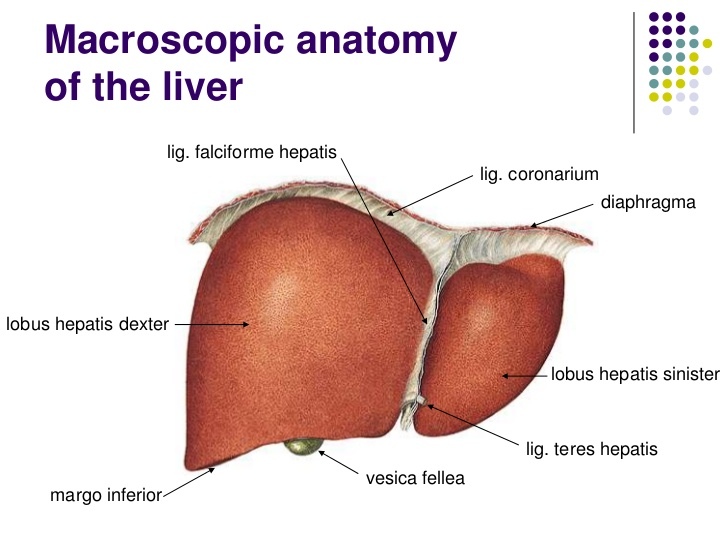 Macroscopic anatomy
of the liver
lig. falciforme hepatis
lig. coronarium
diaphragma
lobus hepatis dexter
lobus hepatis sinister
lig. teres hepatis
vesica fellea
margo inferior